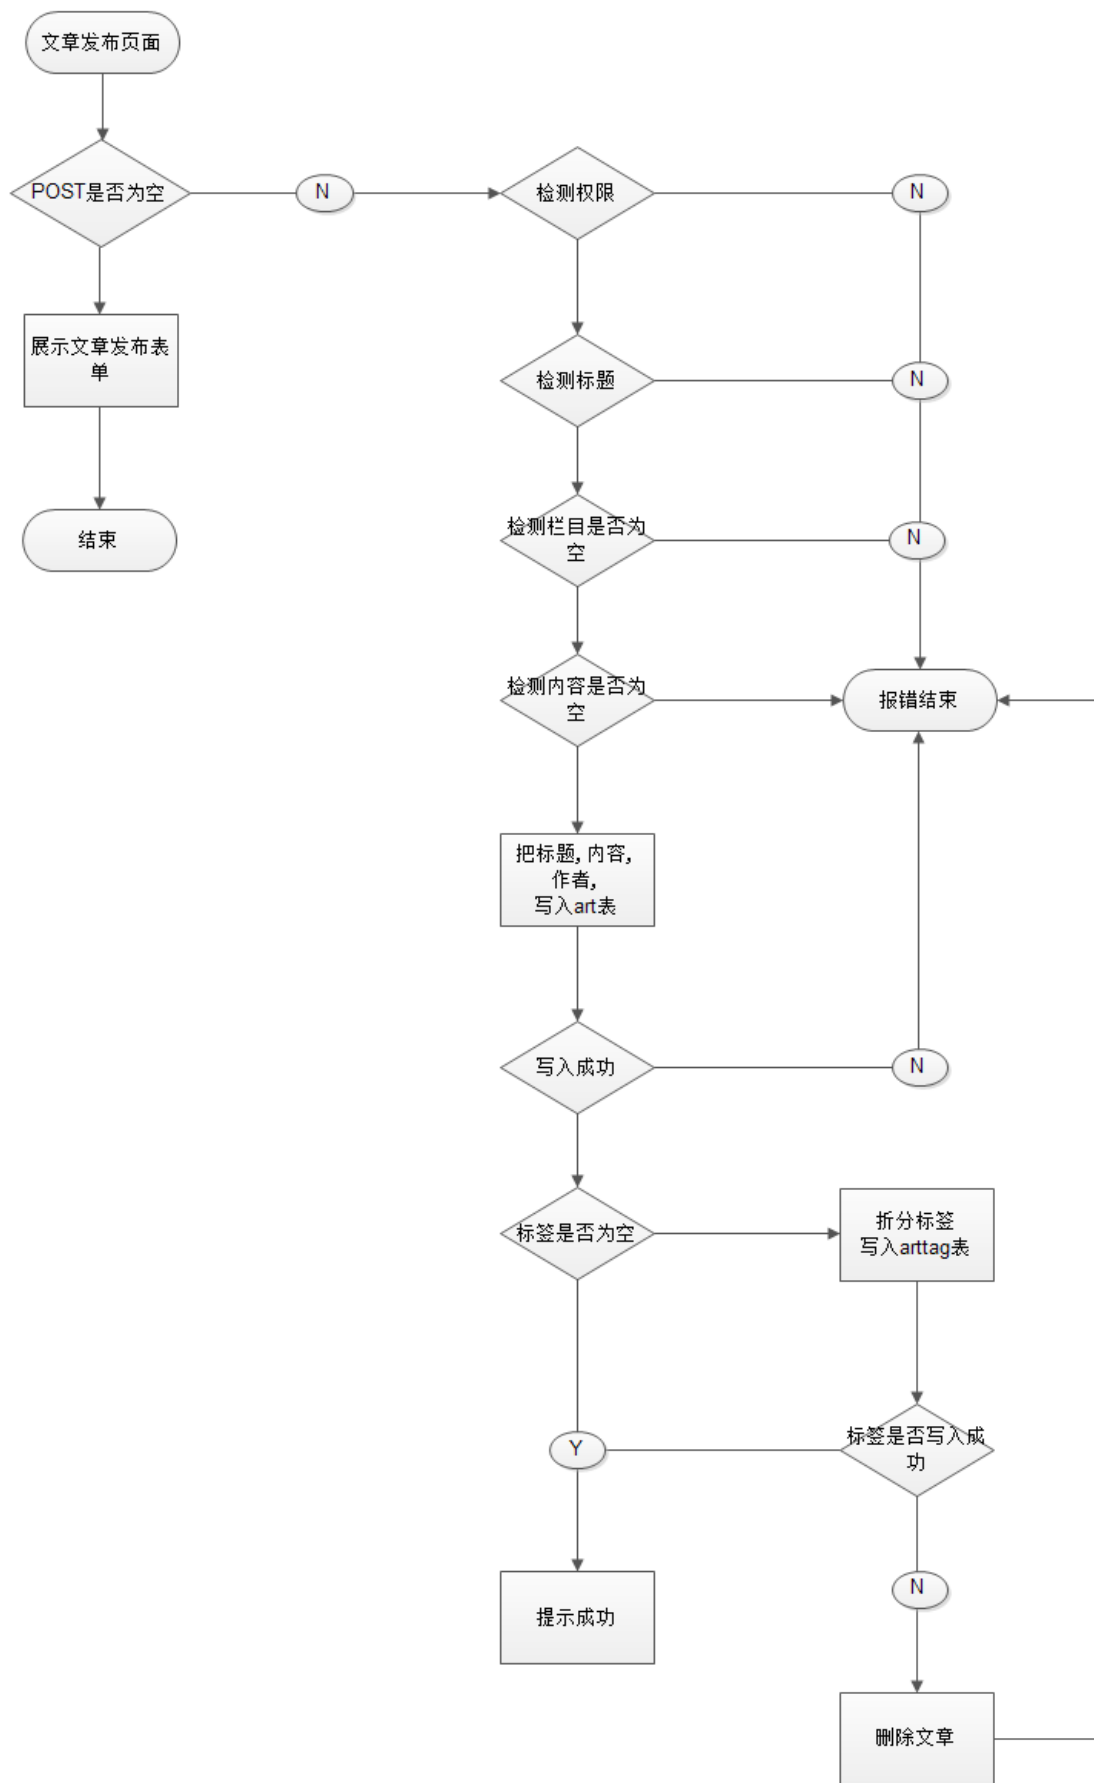 文章发布页面
POST是否为空
N
检测权限
N
展示文章发布表
单
检测标题
N
结束
检测栏目是否为
空
N
检测内容是否为
空
报错结束
把标题, 内容,
作者,
写入art表
写入成功
N
标签是否为空
折分标签
写入arttag表
Y
标签是否写入成
功
N
提示成功
删除文章